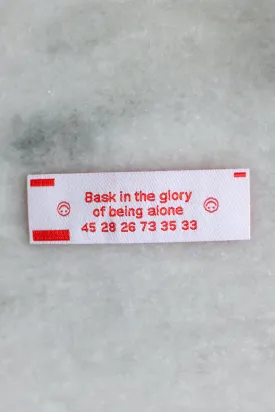 Bask in the glory
of being alone
45 28 26 73 35 33